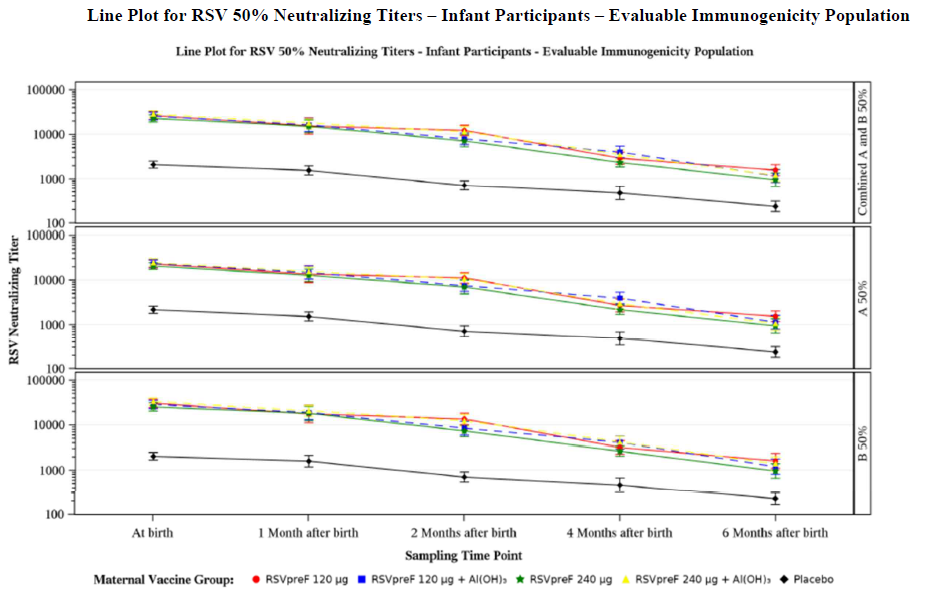 Line Plot for RSV 50% Neutralizing Titers – Infant Participants – Evaluable Immunogenicity Population
Line Plot for RSV 50% Neutralizing Titers - Infant Participants - Evaluable Immunogenicity Population
RSV Neutralizing Titer
100000
10000
1000
100
Combined A and B 50%
100000
10000
1000
100
A 50%
100000
10000
1000
100
B 50%
At birth
1 Month after birth
2 Months after birth
4 Months after birth
6 Months after birth
Sampling Time Point
Maternal Vaccine Group: RSVpreF 120 μg RSVpreF 120 μg + Al(OH)₃ RSVpreF 240 μg RSVpreF 240 μg + Al(OH)₃ Placebo